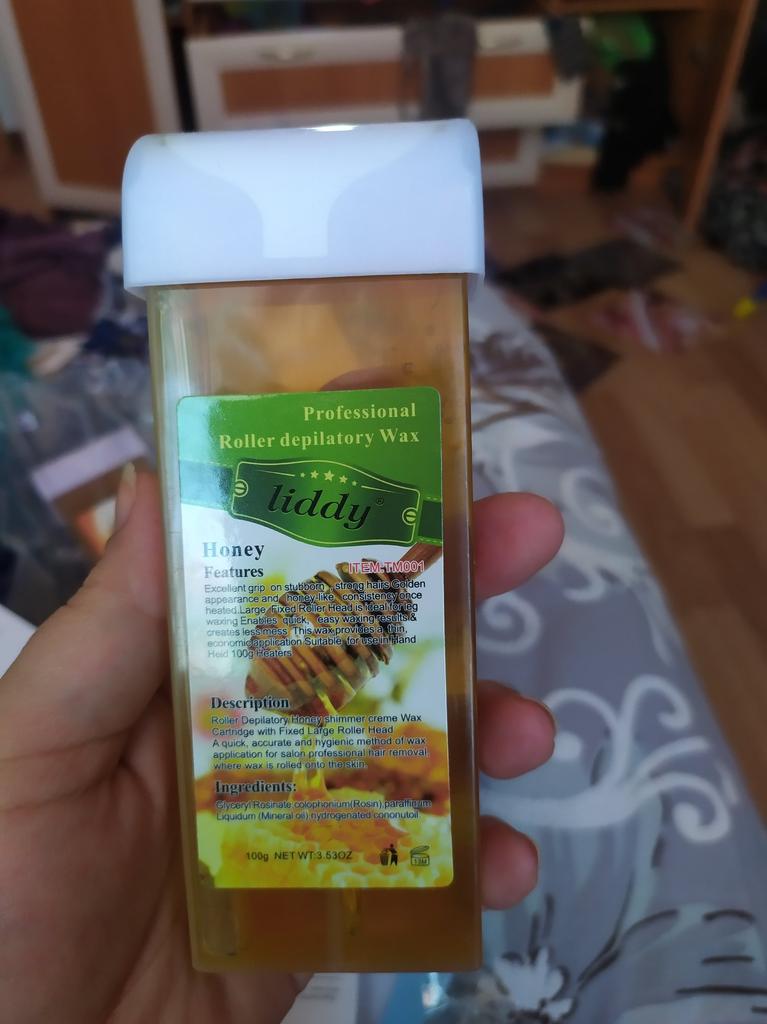 Professional
Roller depilatory Wax
liddy®
Honey
ITEM:TM001
Features
Excellent grip on stubborn , strong hairs Golden
appearance and honey-like consistency once
heated.Large Fixed Roller Head is ideal for leg
waxing Enables quick, easy waxing results &
creates less mess This wax provides a thin,
economic application Suitable for use in Hand
Held 100g Heaters
Description
Roller Depilatory Honey shimmer creme Wax
Cartridge with Fixed Large Roller Head
A quick, accurate and hygienic method of wax
application for salon professional hair removal,
where wax is rolled onto the skin.
Ingredients:
Glyceryl Rosinate colophonium(Rosin),paraffinum
Liquidum (Mineral oil) hydrogenated cononutoil
100g NET WT:3.53OZ